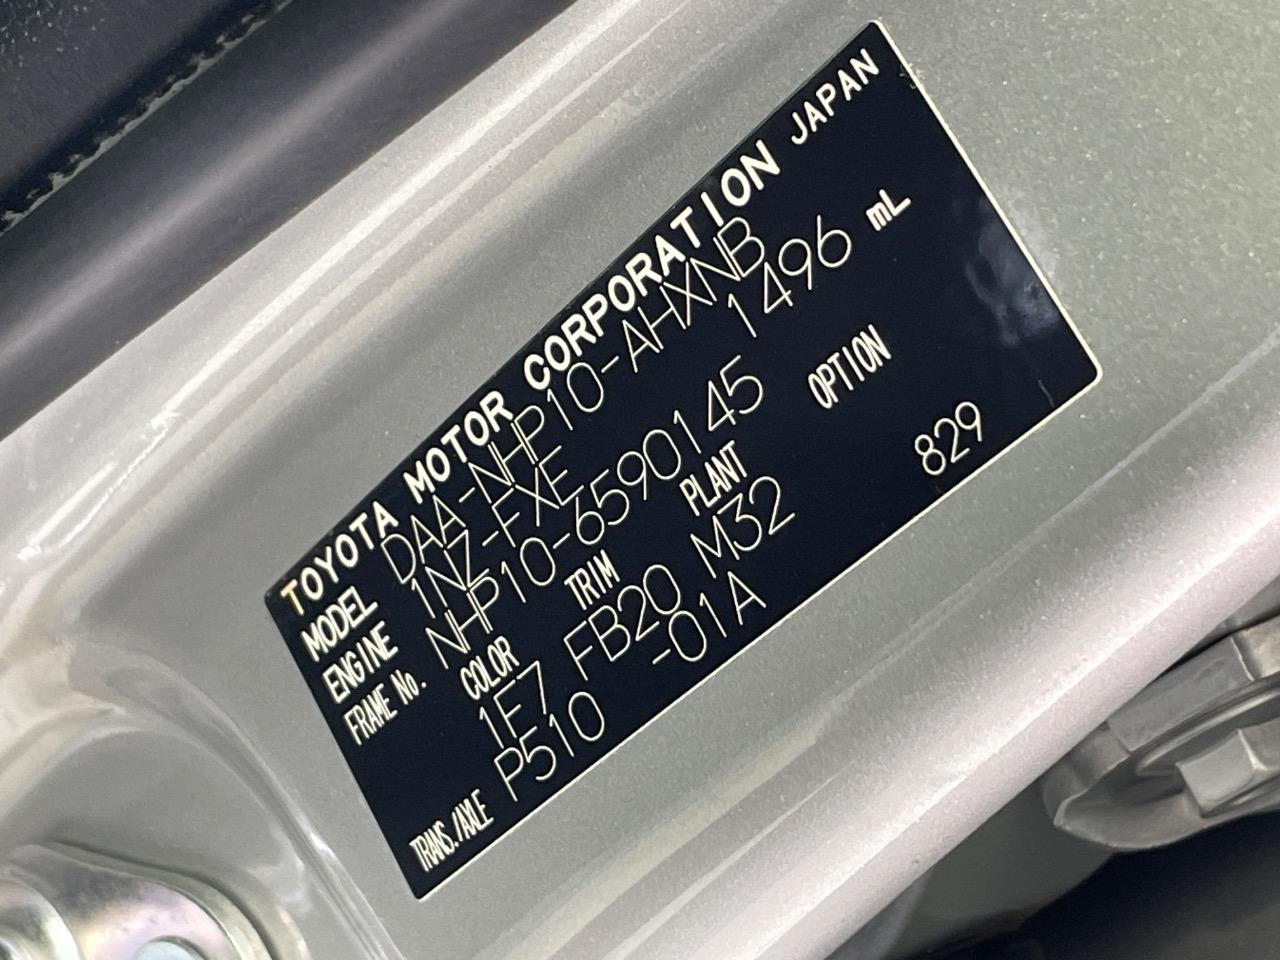 TOYOTA MOTOR CORPORATION JAPAN
MODEL DAA-NHP10-AHXNB
ENGINE 1NZ-FXE 1496 mL
FRAME No. NHP10-6590145
COLOR TRIM PLANT OPTION
1F7 FB20 M32 829
TRANS./AXLE P510 -01A